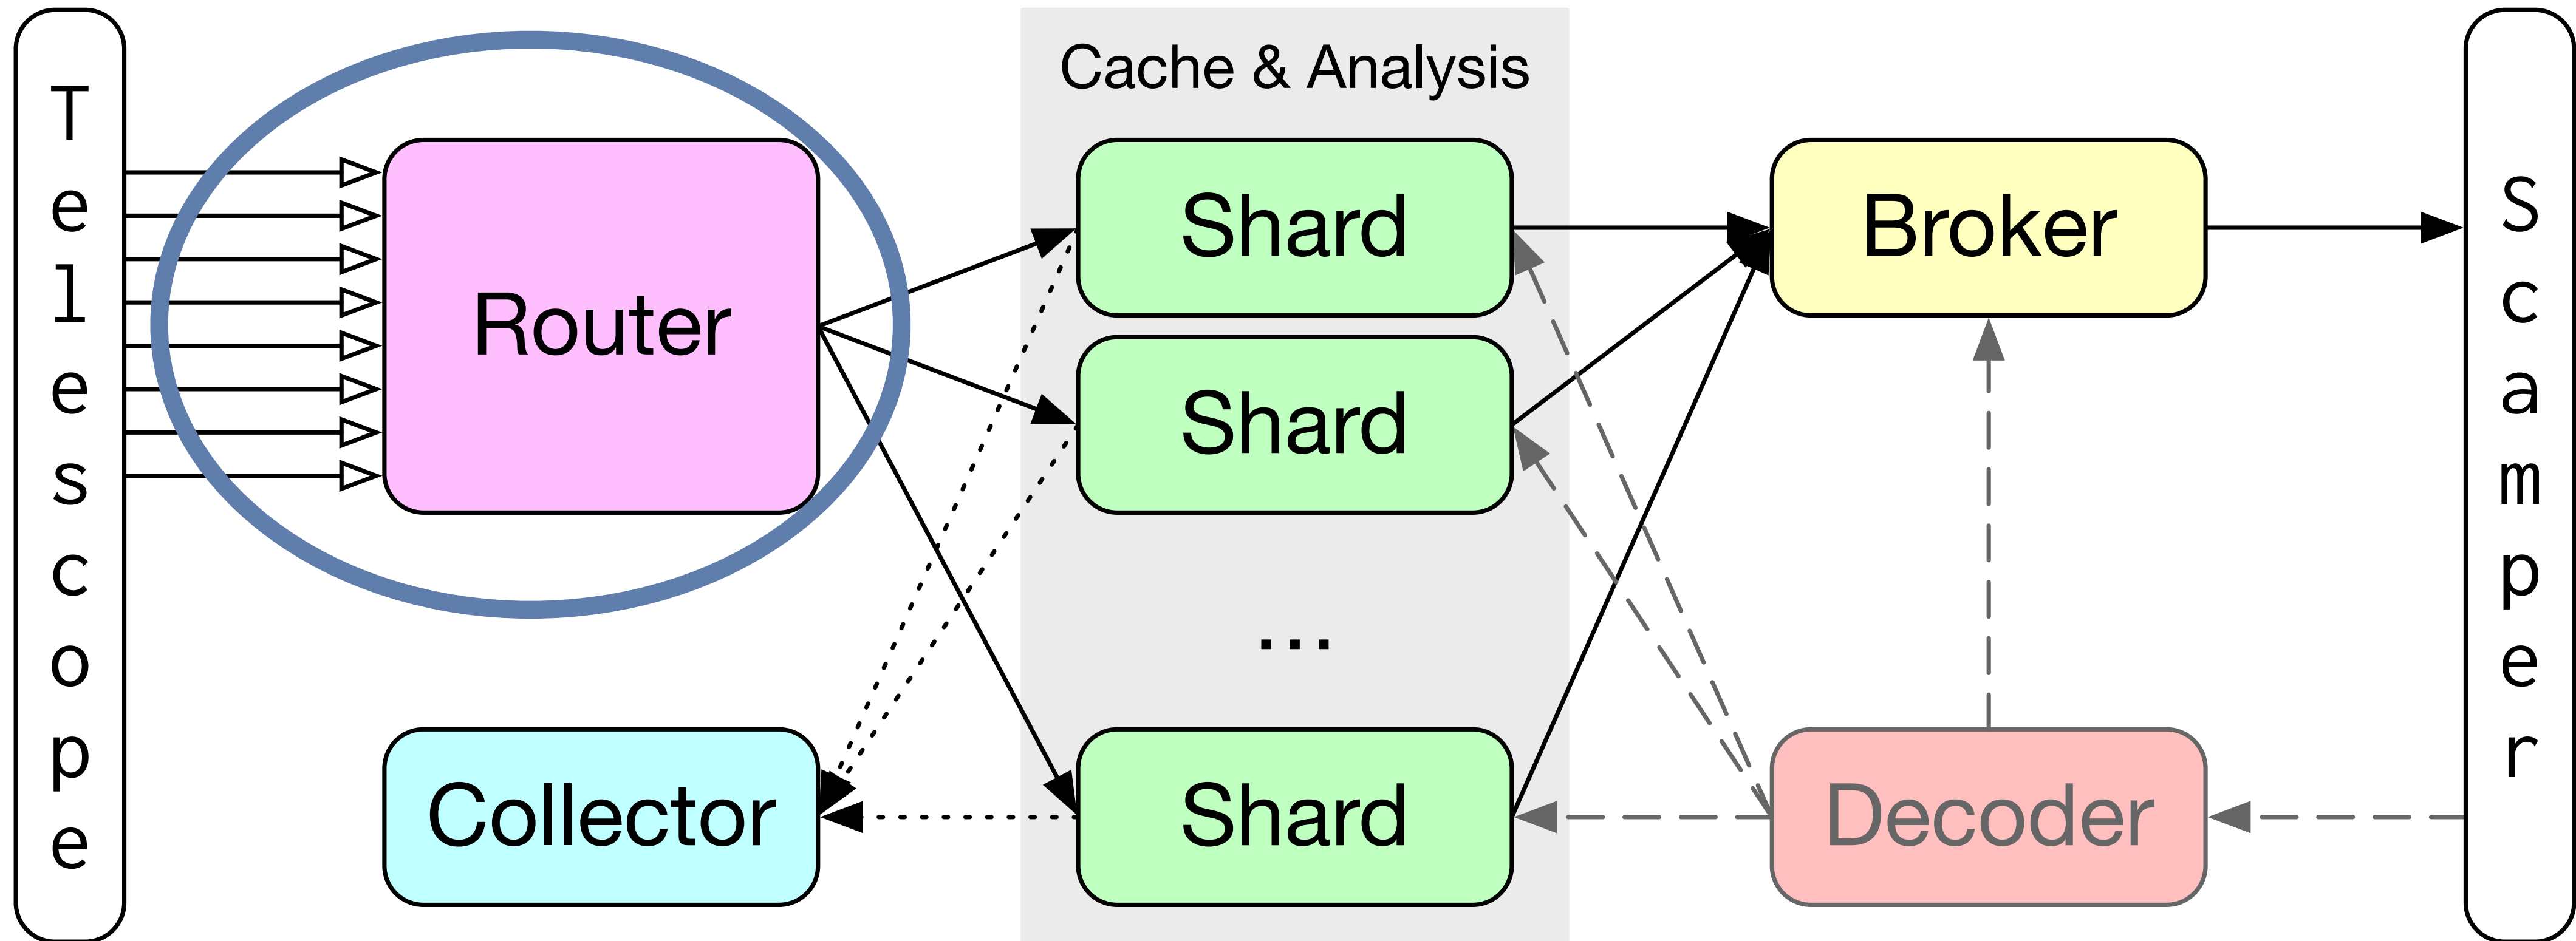 Telescope
Cache & Analysis
Router
Shard
Shard
...
Shard
Collector
Broker
Decoder
Scamper